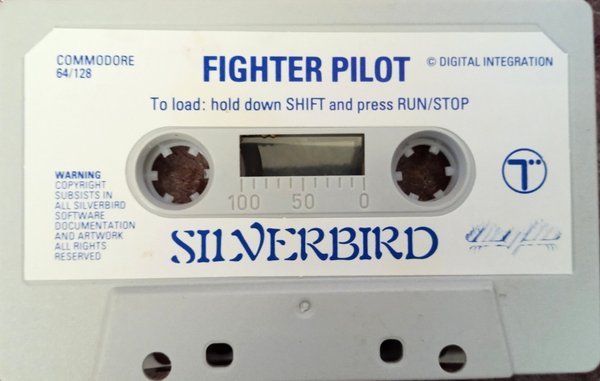 COMMODORE
64/128
FIGHTER PILOT
© DIGITAL INTEGRATION
To load: hold down SHIFT and press RUN/STOP
WARNING
COPYRIGHT
SUBSISTS IN
ALL SILVERBIRD
SOFTWARE
DOCUMENTATION
AND ARTWORK
ALL RIGHTS
RESERVED
100 50 0
SILVERBIRD